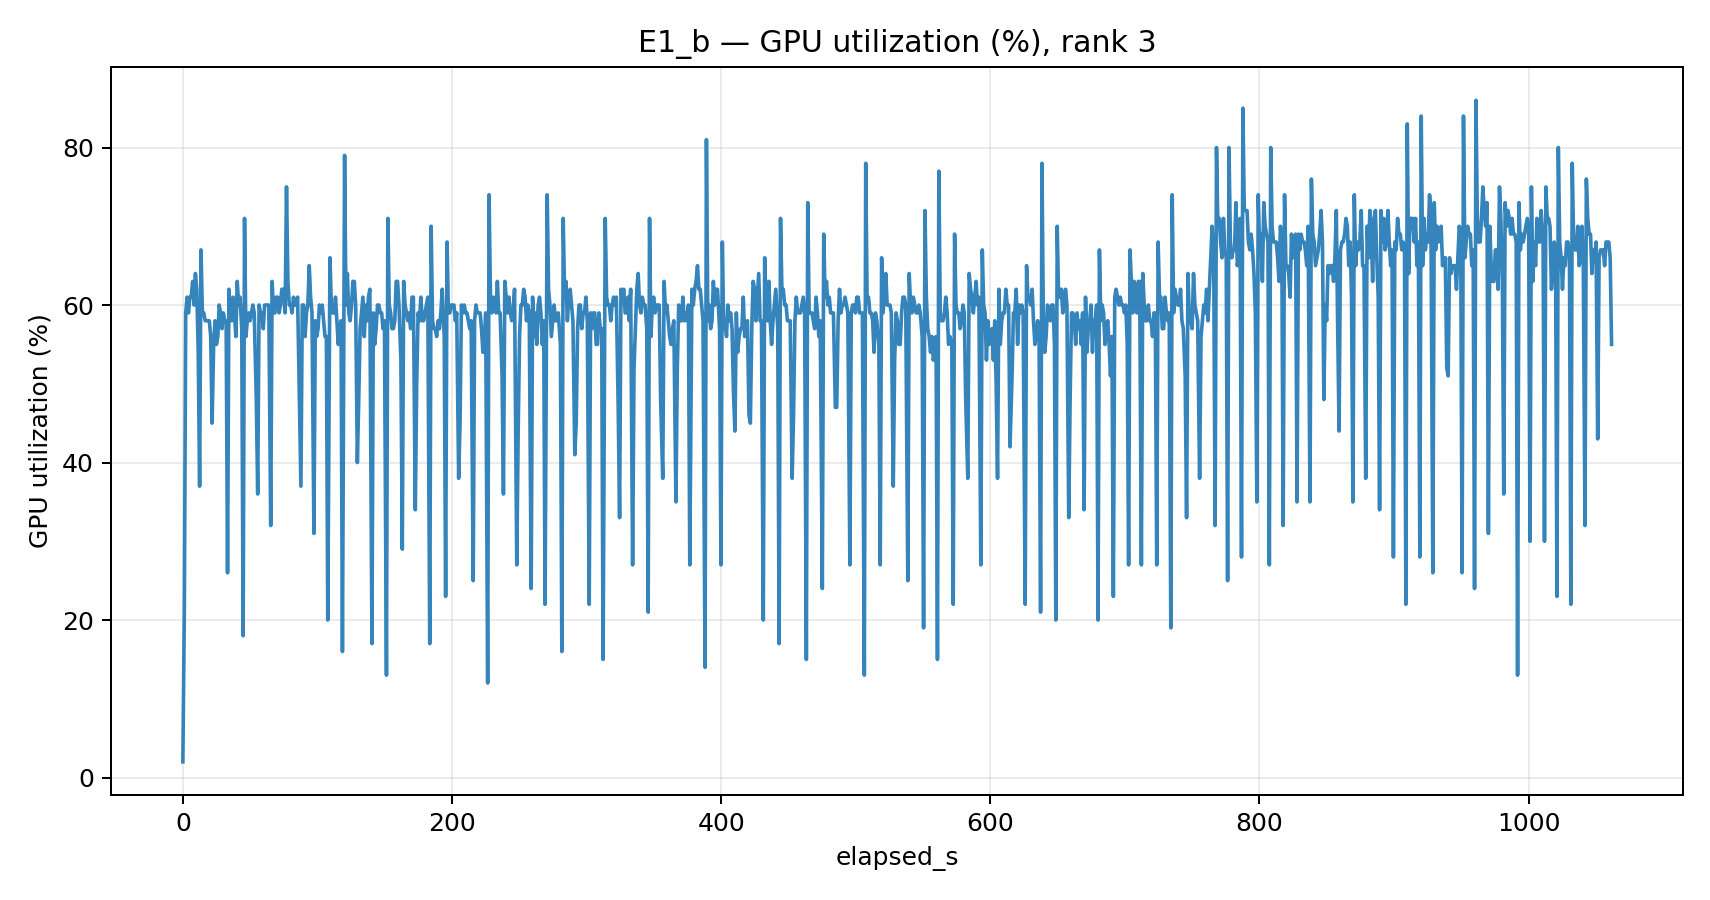 E1_b — GPU utilization (%), rank 3
GPU utilization (%)
80
60
40
20
0
0 200 400 600 800 1000
elapsed_s